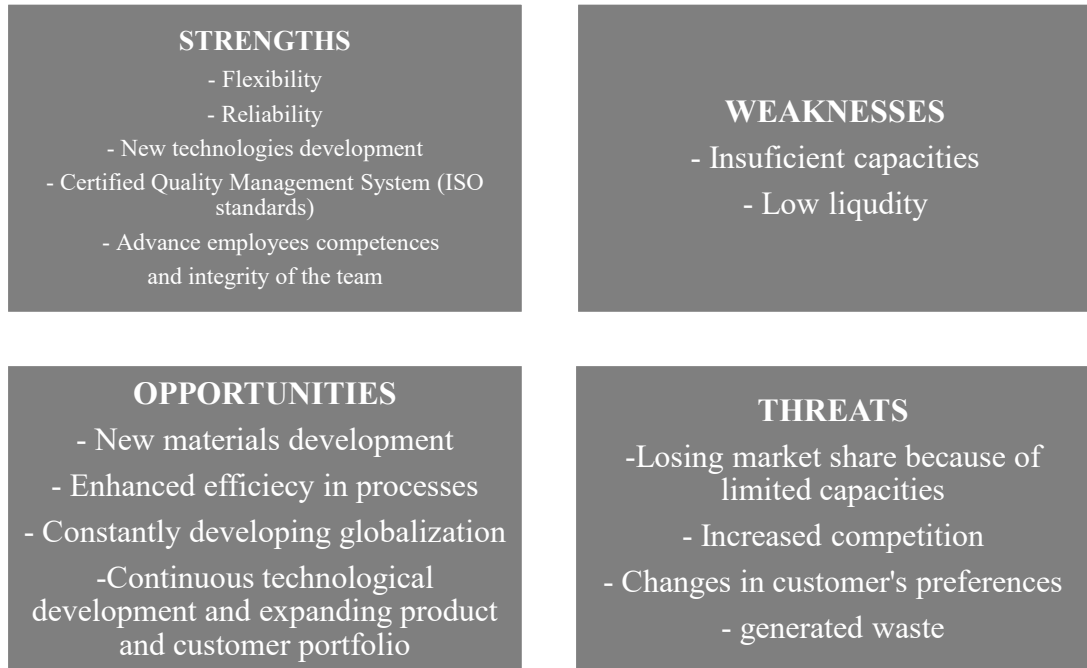 STRENGTHS
- Flexibility
- Reliability
- New technologies development
- Certified Quality Management System (ISO
standards)
- Advance employees competences
and integrity of the team
WEAKNESSES
- Insuficient capacities
- Low liqudity
OPPORTUNITIES
- New materials development
- Enhanced efficiecy in processes
- Constantly developing globalization
-Continuous technological
development and expanding product
and customer portfolio
THREATS
-Losing market share because of
limited capacities
- Increased competition
- Changes in customer's preferences
- generated waste